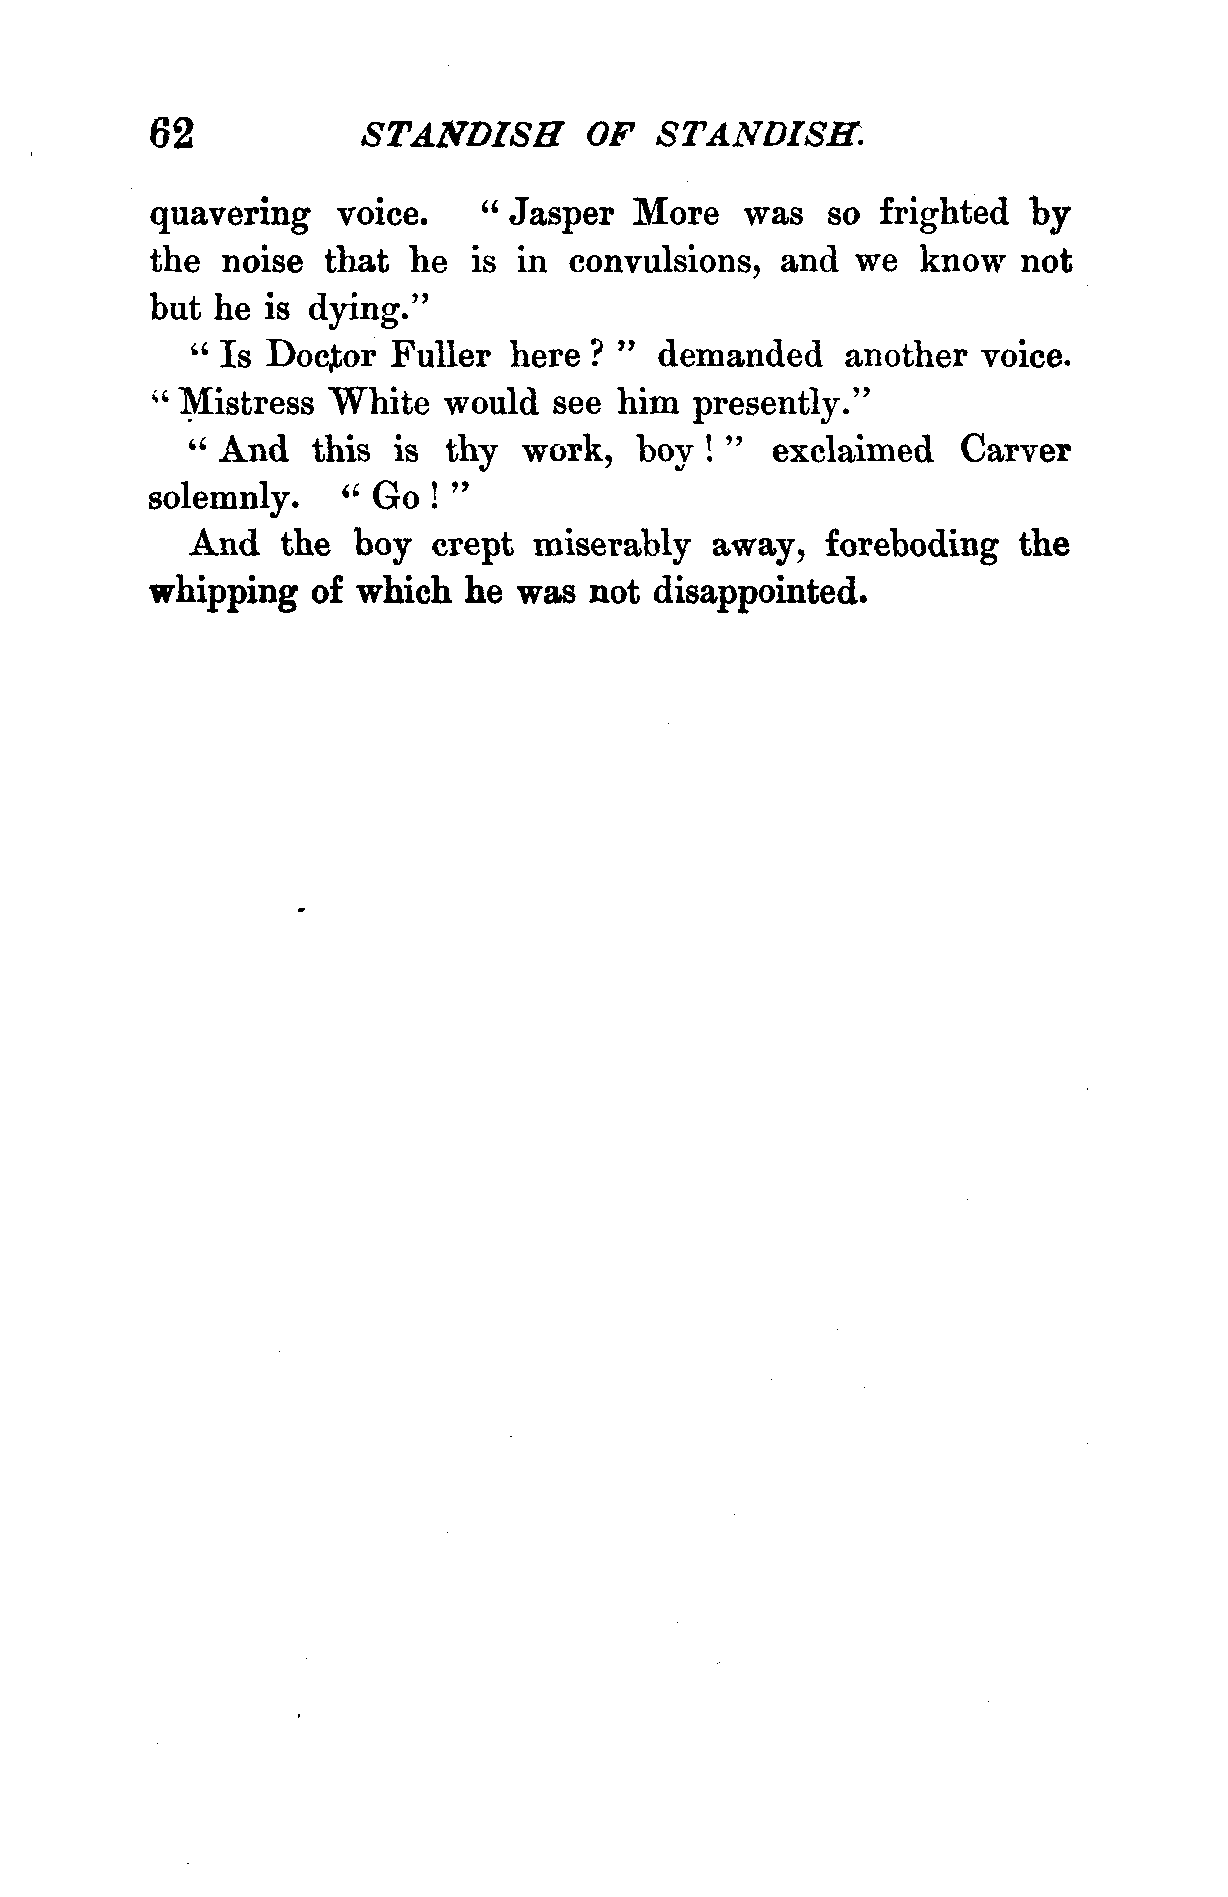 62 STANDISH OF STANDISH.
quavering voice. “ Jasper More was so frighted by
the noise that he is in convulsions, and we know not
but he is dying.”
“ Is Doctor Fuller here ? ” demanded another voice.
“ Mistress White would see him presently.”
“ And this is thy work, boy ! ” exclaimed Carver
solemnly. “ Go ! ”
And the boy crept miserably away, foreboding the
whipping of which he was not disappointed.